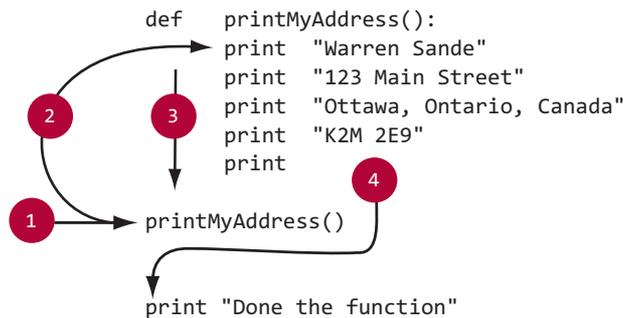 def printMyAddress():
print "Warren Sande"
print "123 Main Street"
2
3
print "Ottawa, Ontario, Canada"
print "K2M 2E9"
print
4
1
printMyAddress()
print "Done the function"